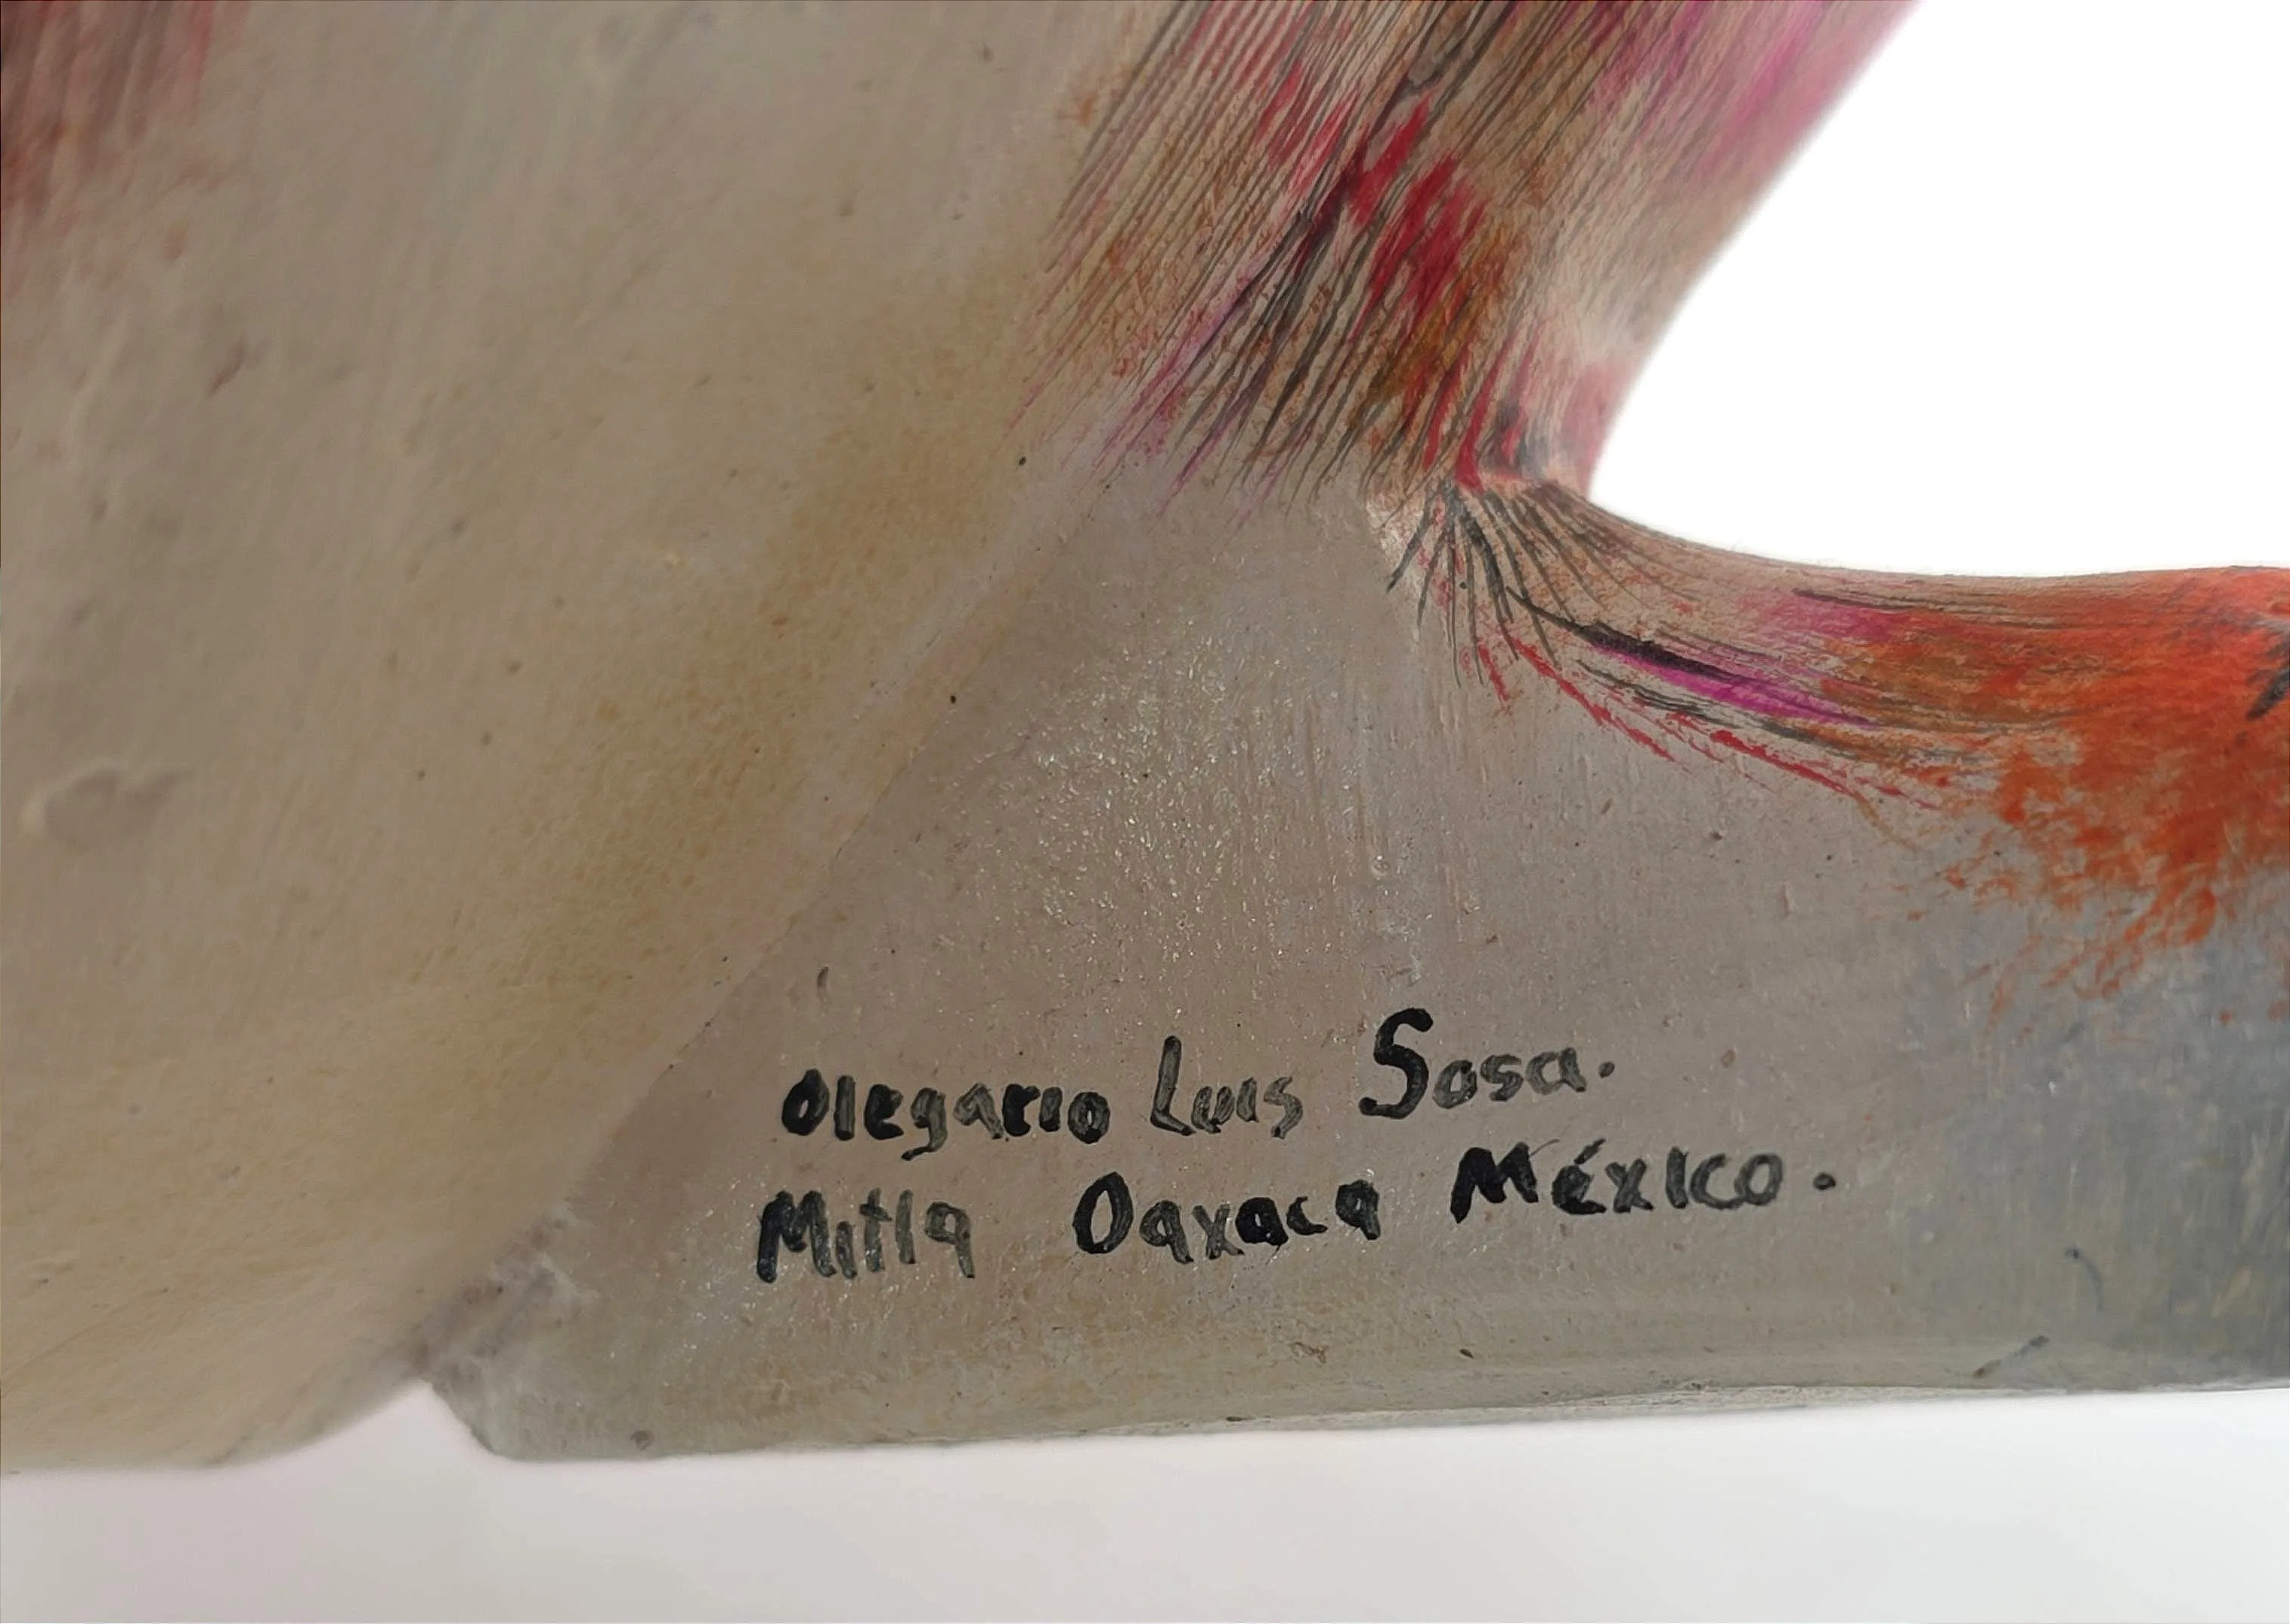 Olegario Luis Sosa.
Mitla Oaxaca México.